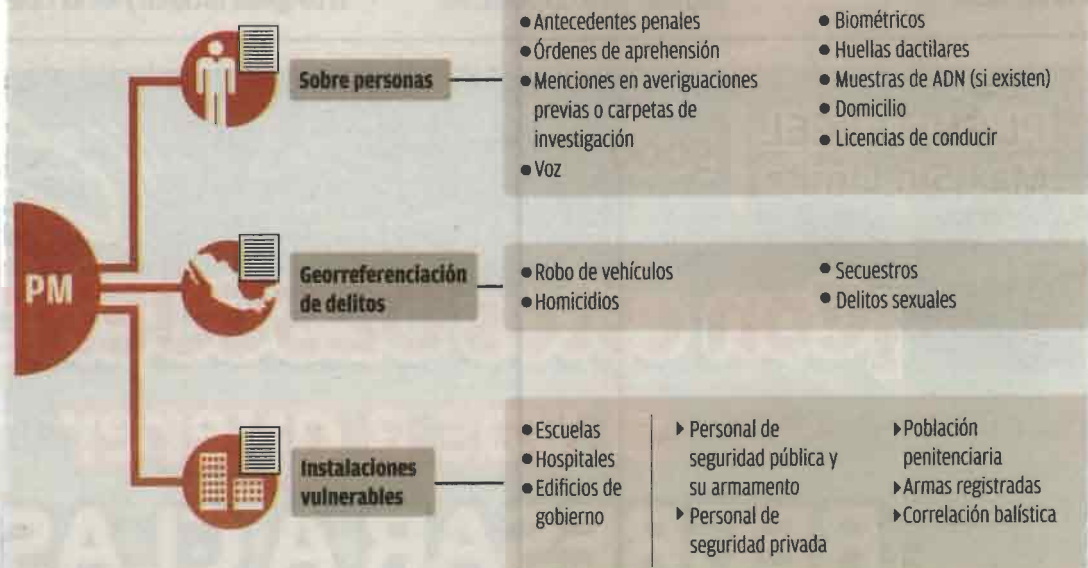 PM
Sobre personas
● Antecedentes penales
● Órdenes de aprehensión
● Menciones en averiguaciones
previas o carpetas de
investigación
● Voz
● Biométricos
● Huellas dactilares
● Muestras de ADN (si existen)
● Domicilio
● Licencias de conducir
Georreferenciación
de delitos
● Robo de vehículos
● Homicidios
● Secuestros
● Delitos sexuales
Instalaciones
vulnerables
● Escuelas
● Hospitales
● Edificios de
gobierno
▶ Personal de
seguridad pública y
su armamento
▶ Personal de
seguridad privada
▶ Población
penitenciaria
▶ Armas registradas
▶ Correlación balística